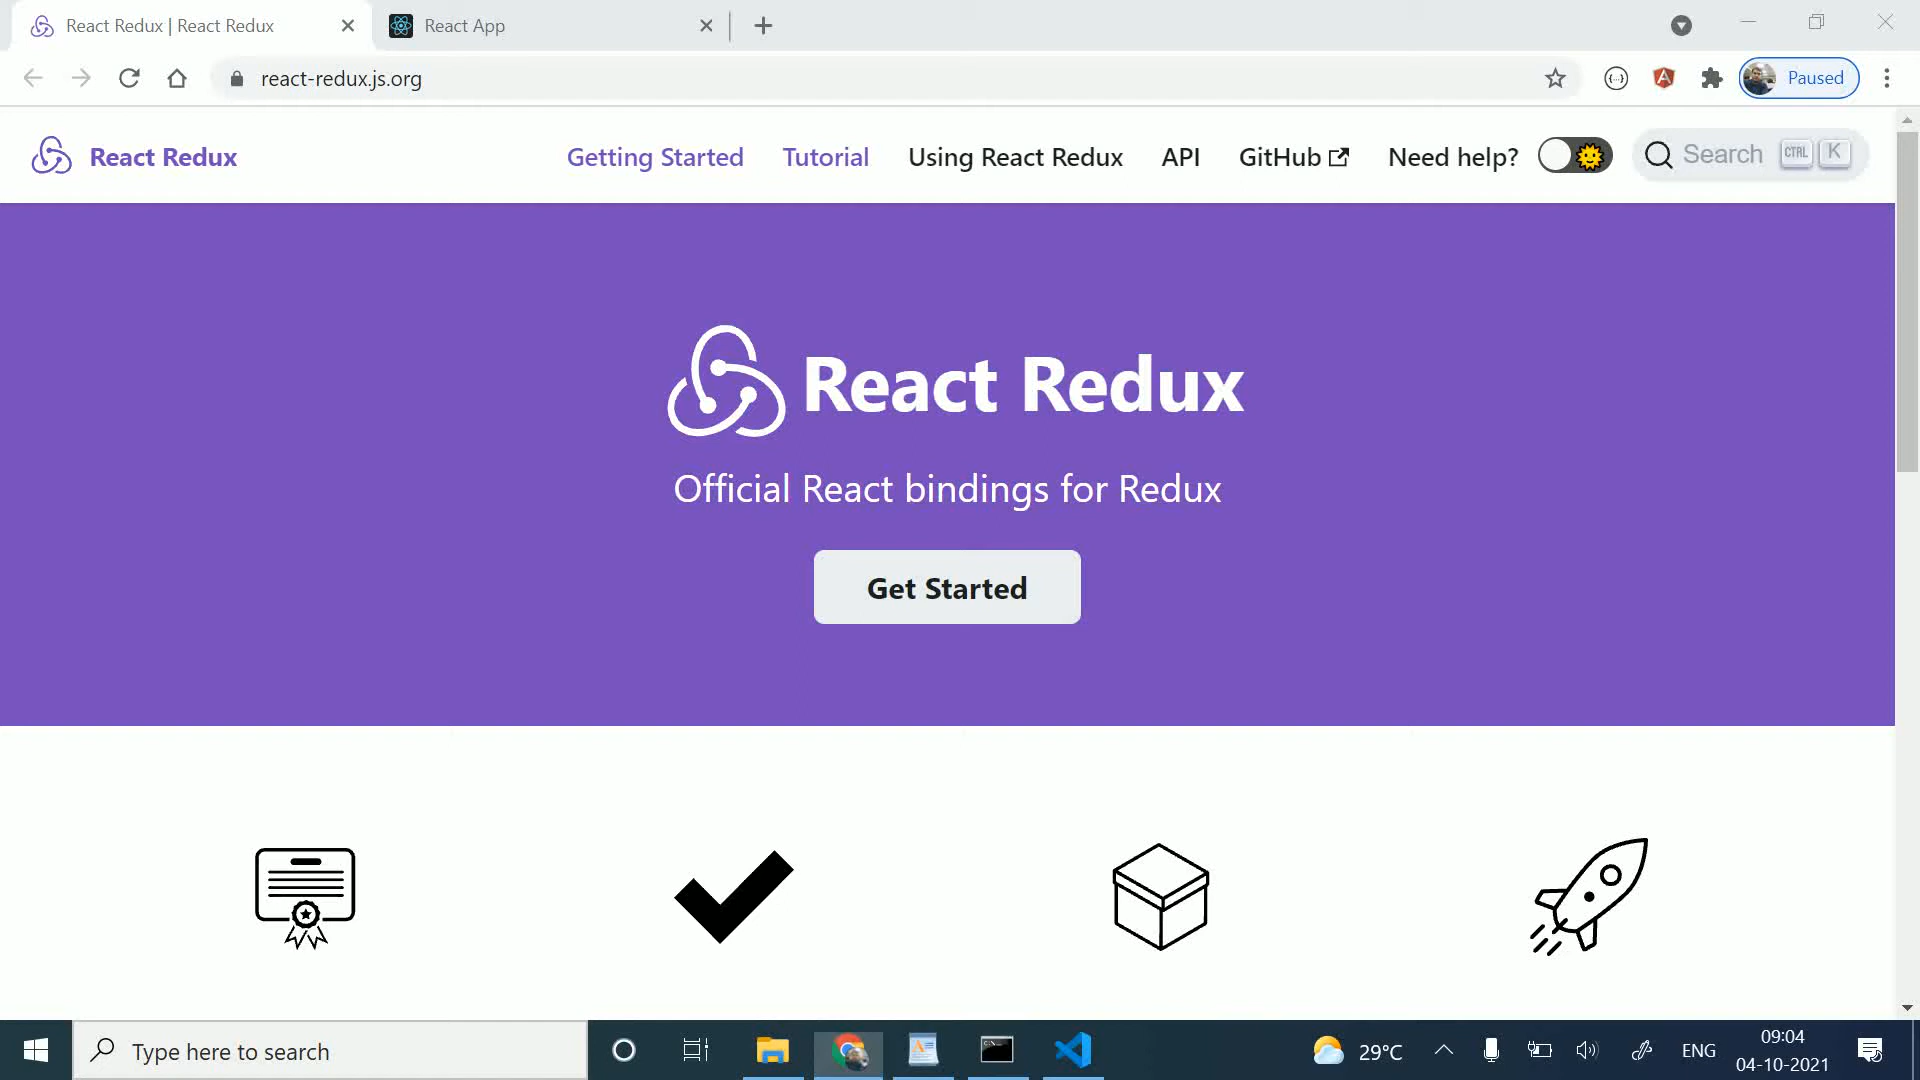 React Redux | React Redux
React App
react-redux.js.org
Paused
React Redux
Getting Started
Tutorial
Using React Redux
API
GitHub
Need help?
Search
CTRL
K
React Redux
Official React bindings for Redux
Get Started
Type here to search
29°C
ENG
09:04
04-10-2021